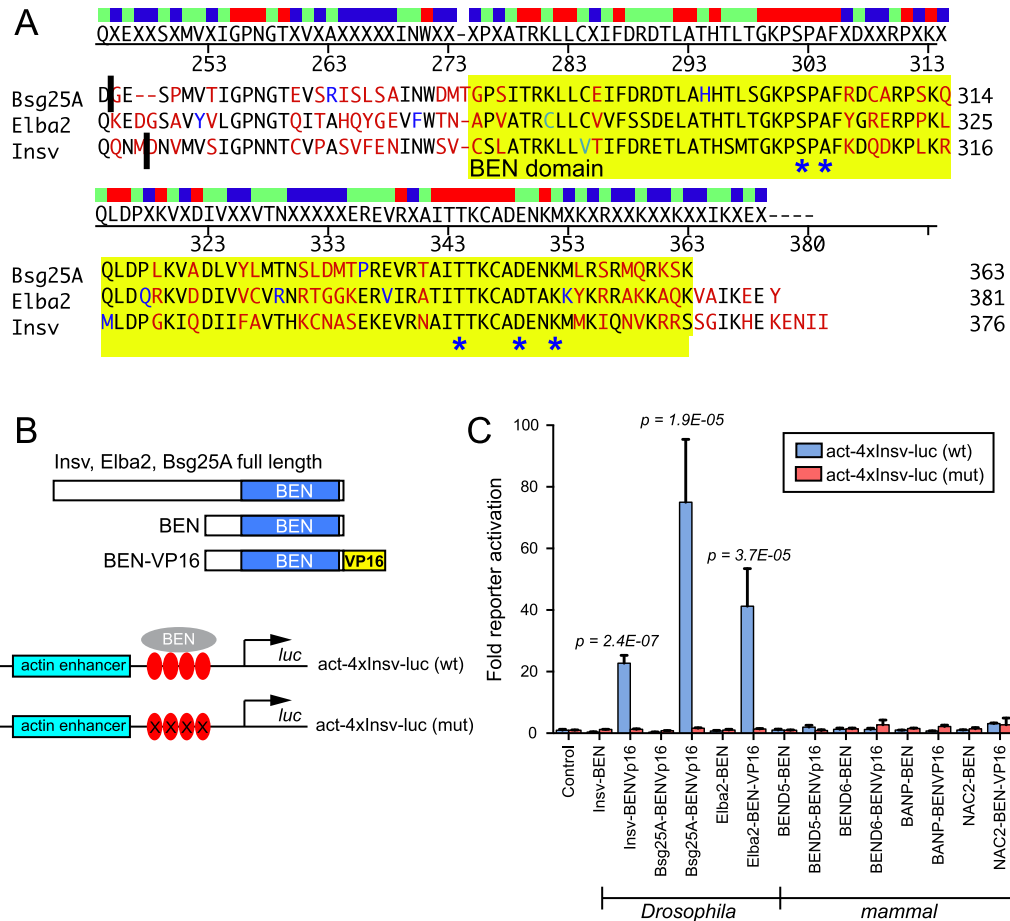 A
QXEXXSXMVXIGPNGTXVXAXXXXXINWXX-XPXATRKLLCXIFDRDTLATHTLTGKPSPAFXDXXRPXKX
253 263 273 283 293 303 313
Bsg25A DGE--SPMVTIGPNGTEVSRISLSAINWDMTGPSITRKLLCEIFDRDTLAHHTLSGKPSPAFRDCARPSKQ 314
Elba2 QKEDGSAVYVLGPNGTQITAHQYGEVFWTN-APVATRCLLCVVFSSDELATHTLTGKPSPAFYGRERPPKL 325
Insv QQNMDNVMVSIGPNNTCVPASVFENINWSV-CSLATRKLLVTIFDRETLATHSMTGKPSPAFKDQDKPLKR 316
BEN domain * *
QLDPXKVXDIVXXVTNXXXXXEREVRXAITTKCADENKMXKXRXXKXXKXXIKXEX----
323 333 343 353 363 380
Bsg25A QLDPLKVADLVYLMTNSLDMTPREVRTAITTKCADENKMLRSRMQRKSK 363
Elba2 QLDQRKVDDIVVCVRNRTGGKERVIRATITTKCADTAKKYKRRAKKAQKVAIKEEY 381
Insv MLDPGKIQDIIFAVTHKCNASEKEVRNAITTKCADENKMMKIQNVKRRSSGIKHEKENII 376
* * *
B
Insv, Elba2, Bsg25A full length
BEN
BEN BEN
BEN-VP16 BEN VP16
BEN
actin enhancer luc act-4xInsv-luc (wt)
actin enhancer X X X X luc act-4xInsv-luc (mut)
C
Fold reporter activation
100
80
60
40
20
0
p = 2.4E-07
p = 1.9E-05
p = 3.7E-05
act-4xInsv-luc (wt)
act-4xInsv-luc (mut)
Control
Insv-BEN
Insv-BENVp16
Bsg25A-BENVp16
Bsg25A-BENVp16
Elba2-BEN
Elba2-BEN-VP16
BEND5-BEN
BEND5-BENVp16
BEND6-BEN
BEND6-BENVp16
BANP-BEN
BANP-BENVP16
NAC2-BEN
NAC2-BEN-VP16
Drosophila
mammal